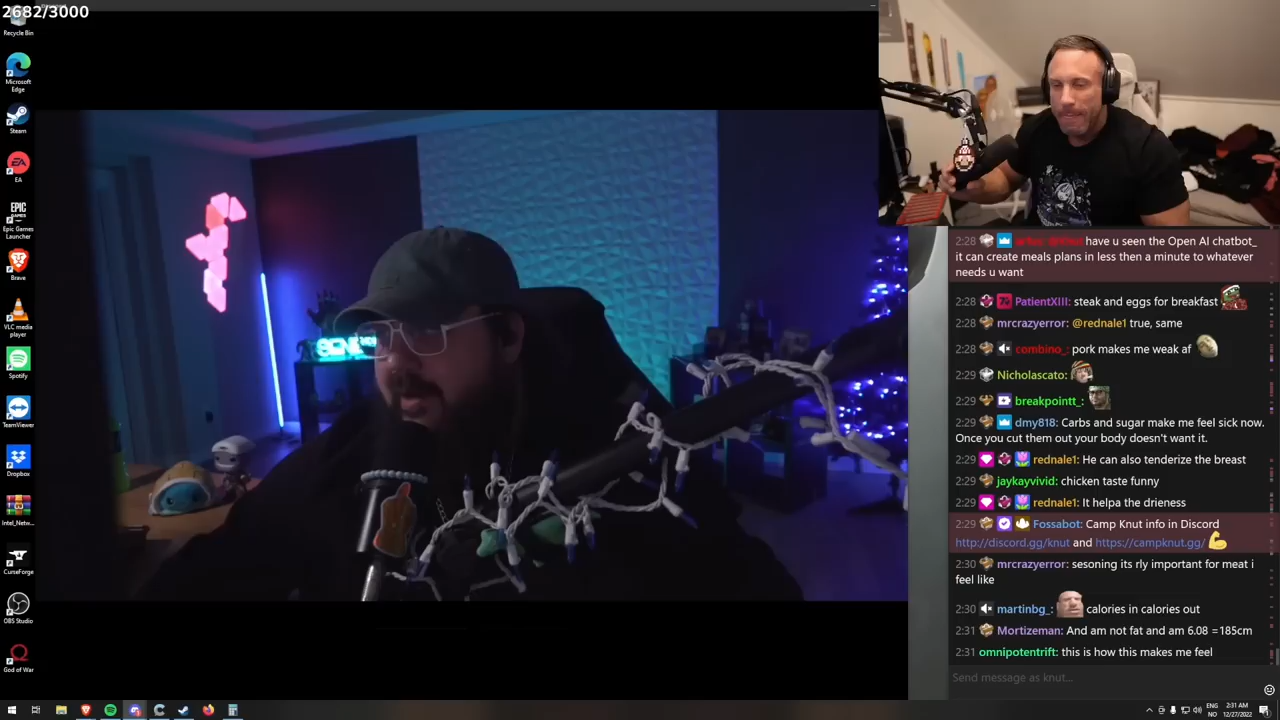 2682/3000
Recycle Bin
Microsoft
Edge
Steam
EA
EPIC
GAMES
Epic Games
Launcher
Brave
VLC media
player
Spotify
TeamViewer
Dropbox
Intel_Netw...
CurseForge
OBS Studio
God of War
2:28 have u seen the Open AI chatbot_
it can create meals plans in less then a minute to whatever
needs u want
2:28 PatientXIII: steak and eggs for breakfast
2:28 mrcrazyerror: @rednale1 true, same
2:28 combino_: pork makes me weak af
2:29 Nicholascato:
2:29 breakpointt_:
2:29 dmy818: Carbs and sugar make me feel sick now.
Once you cut them out your body doesn't want it.
2:29 rednale1: He can also tenderize the breast
2:29 jaykayvivid: chicken taste funny
2:29 rednale1: It helpa the drieness
2:29 Fossabot: Camp Knut info in Discord
http://discord.gg/knut and https://campknut.gg/
2:30 mrcrazyerror: sesoning its rly important for meat i
feel like
2:30 martinbg_: calories in calories out
2:31 Mortizeman: And am not fat and am 6.08 =185cm
2:31 omnipotentrift: this is how this makes me feel
Send message as knut...
ENG
NO
2:31 AM
12/27/2022